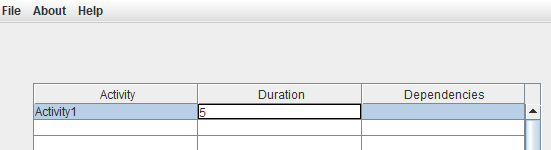 File About Help
Activity Duration Dependencies
Activity1 5